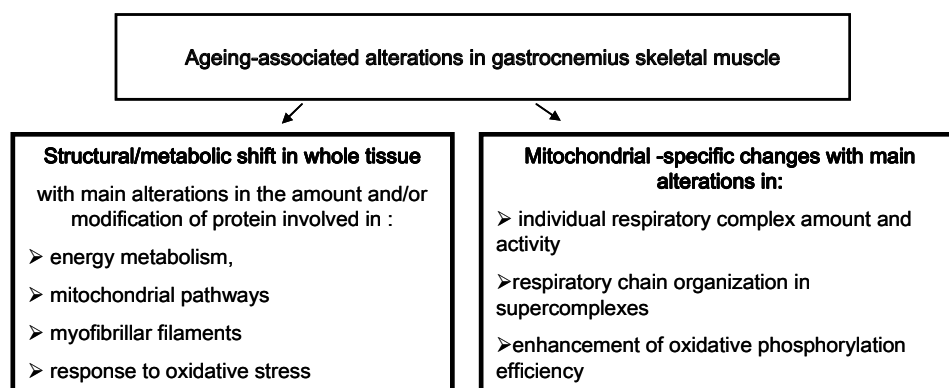 Ageing-associated alterations in gastrocnemius skeletal muscle
Structural/metabolic shift in whole tissue
with main alterations in the amount and/or
modification of protein involved in :
➢ energy metabolism,
➢ mitochondrial pathways
➢ myofibrillar filaments
➢ response to oxidative stress
Mitochondrial -specific changes with main
alterations in:
➢ individual respiratory complex amount and
activity
➢respiratory chain organization in
supercomplexes
➢enhancement of oxidative phosphorylation
efficiency